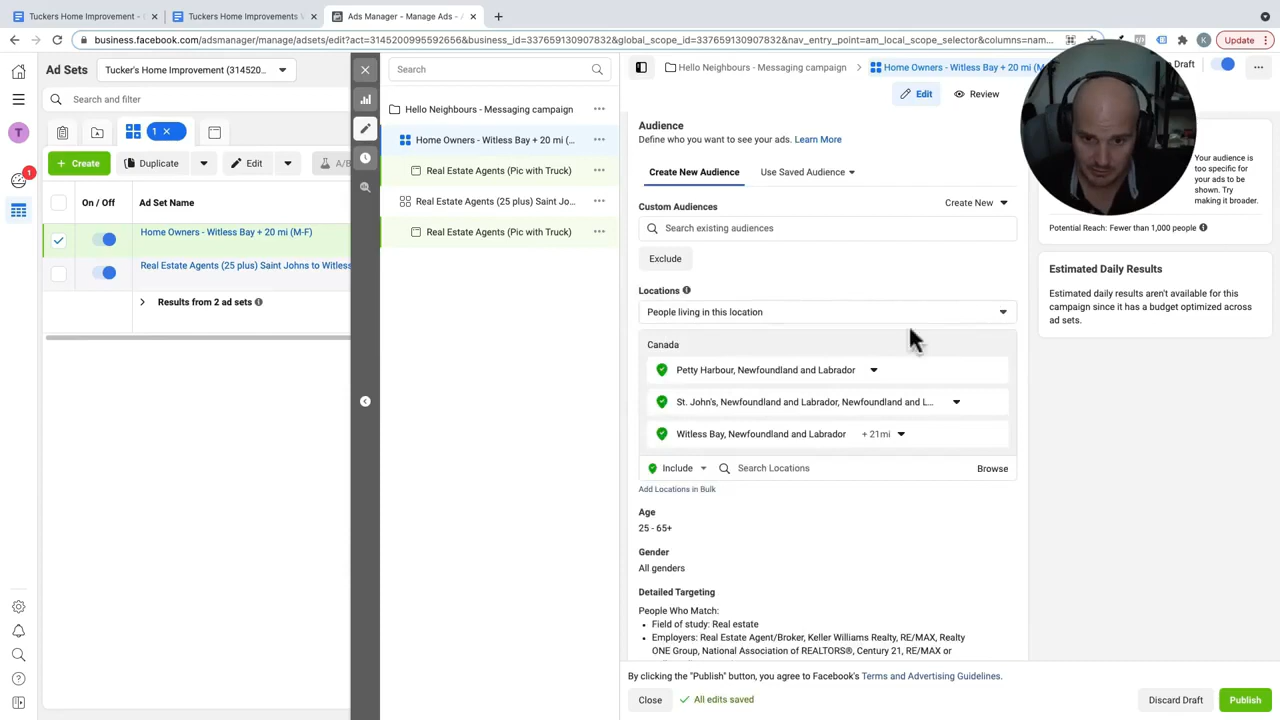 Tuckers Home Improvement - 
Tuckers Home Improvements 
Ads Manager - Manage Ads - 
business.facebook.com/adsmanager/manage/adsets/edit?act=3145200995592656&business_id=337659130907832&global_scope_id=337659130907832&nav_entry_point=am_local_scope_selector&columns=nam...
K
Update
Ad Sets
Tucker's Home Improvement (314520...
Search and filter
T
1
1
Create
Duplicate
Edit
A/B
On / Off
Ad Set Name
Home Owners - Witless Bay + 20 mi (M-F)
Real Estate Agents (25 plus) Saint Johns to Witless
Results from 2 ad sets
Search
Hello Neighbours - Messaging campaign
Home Owners - Witless Bay + 20 mi (...
Real Estate Agents (Pic with Truck)
Real Estate Agents (25 plus) Saint Jo...
Real Estate Agents (Pic with Truck)
Hello Neighbours - Messaging campaign
Home Owners - Witless Bay + 20 mi (M
Draft
Edit
Review
Audience
Define who you want to see your ads. Learn More
Create New Audience
Use Saved Audience
Custom Audiences
Create New
Search existing audiences
Exclude
Locations
People living in this location
Canada
Petty Harbour, Newfoundland and Labrador
St. John's, Newfoundland and Labrador, Newfoundland and L...
Witless Bay, Newfoundland and Labrador + 21mi
Include
Search Locations
Browse
Add Locations in Bulk
Age
25 - 65+
Gender
All genders
Detailed Targeting
People Who Match:
Field of study: Real estate
Employers: Real Estate Agent/Broker, Keller Williams Realty, RE/MAX, Realty
ONE Group, National Association of REALTORS®, Century 21, RE/MAX or
By clicking the "Publish" button, you agree to Facebook's Terms and Advertising Guidelines.
Close
All edits saved
Discard Draft
Publish
Your audience is
too specific for
your ads to be
shown. Try
making it broader.
Potential Reach: Fewer than 1,000 people
Estimated Daily Results
Estimated daily results aren't available for this
campaign since it has a budget optimized across
ad sets.